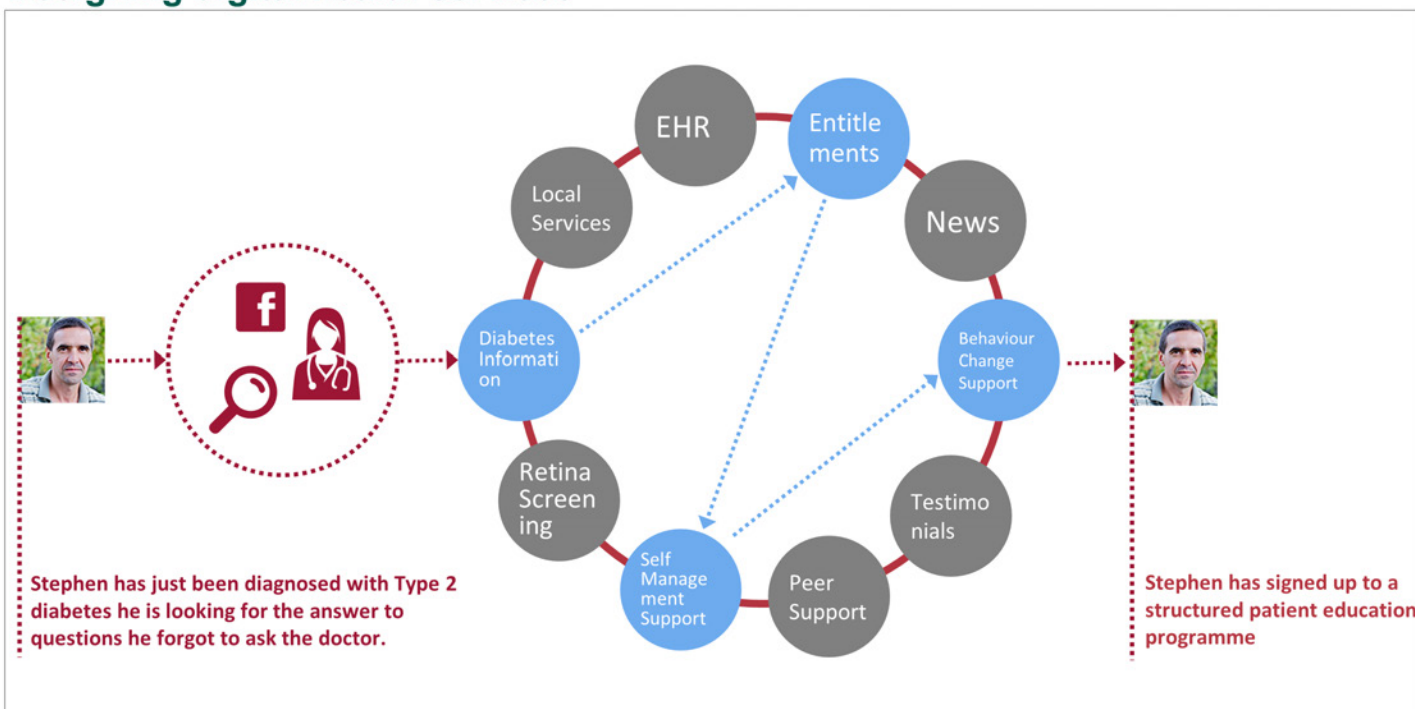 EHR
Entitle
ments
Local
Services
News
Diabetes
Informati
on
Behaviour
Change
Support
Retina
Screen
ing
Testimo
nials
Self
Manage
ment
Support
Peer
Support
Stephen has just been diagnosed with Type 2
diabetes he is looking for the answer to
questions he forgot to ask the doctor.
Stephen has signed up to a
structured patient education
programme